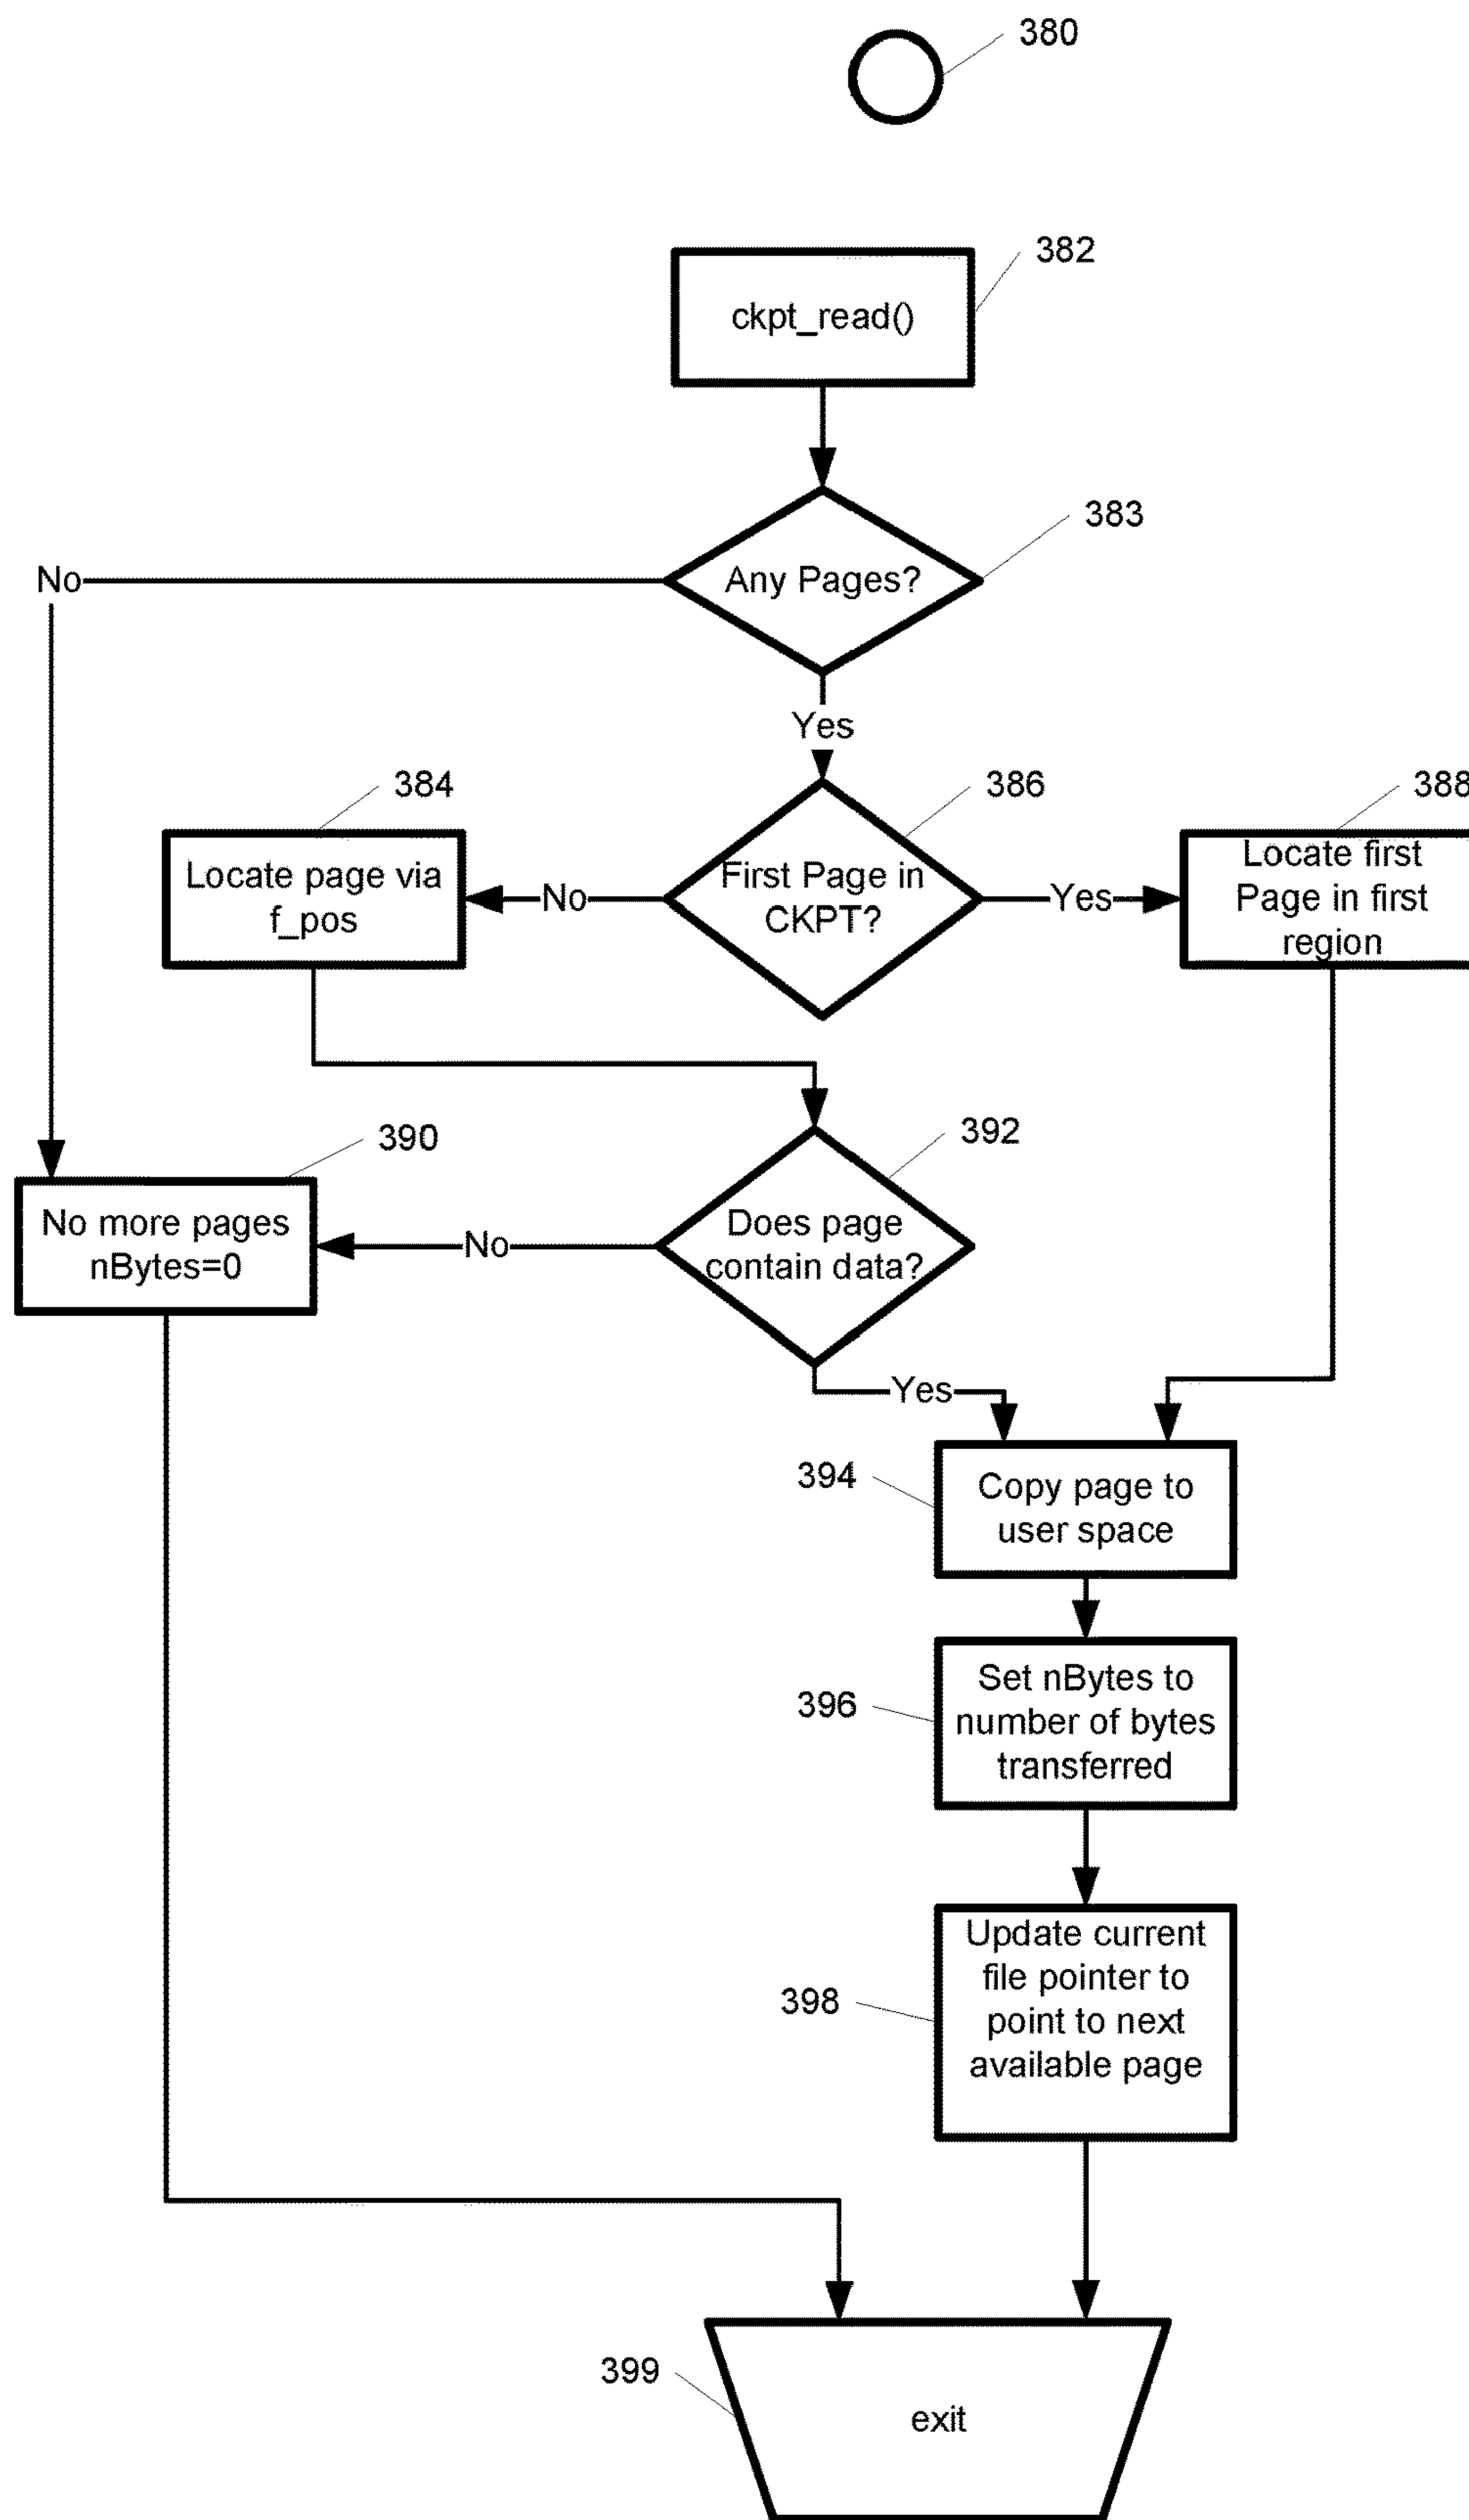 380
382
ckpt_read()
383
Any Pages?
No
Yes
384
386
388
Locate page via
f_pos
No
First Page in
CKPT?
Yes
Locate first
Page in first
region
390
392
No more pages
nBytes=0
No
Does page
contain data?
Yes
394
Copy page to
user space
396
Set nBytes to
number of bytes
transferred
398
Update current
file pointer to
point to next
available page
399
exit